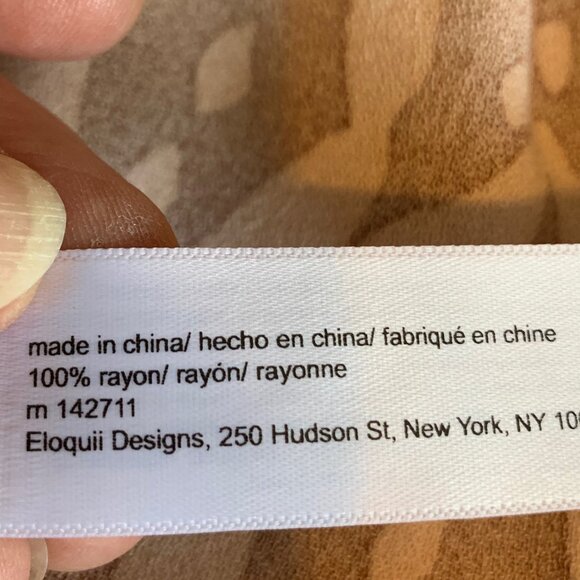 made in china/ hecho en china/ fabriqué en chine
100% rayon/ rayón/ rayonne
rn 142711
Eloquii Designs, 250 Hudson St, New York, NY